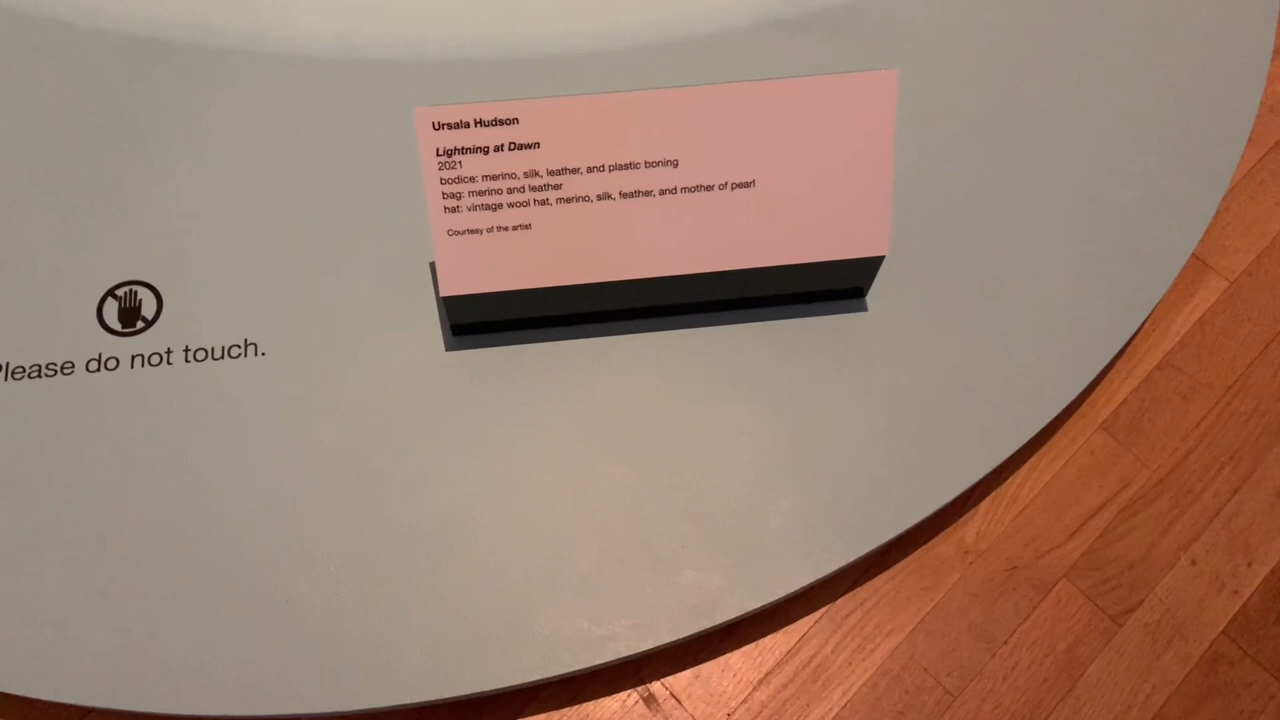 Ursala Hudson
Lightning at Dawn
2021
bodice: merino, silk, leather, and plastic boning
bag: merino and leather
hat: vintage wool hat, merino, silk, feather, and mother of pearl
Courtesy of the artist
Please do not touch.